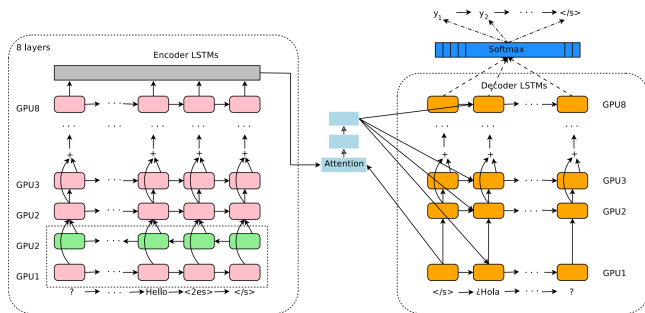 y1 y2 ... </s>
Softmax
8 layers
Encoder LSTMs
Decoder LSTMs
GPU8
GPU8
... ... ... ...
... ... ...
+ + +
+ +
Attention
GPU3
GPU3
GPU2
GPU2
GPU2
GPU1
GPU1
? ... Hello <2es> </s>
</s> ¿Hola ... ?